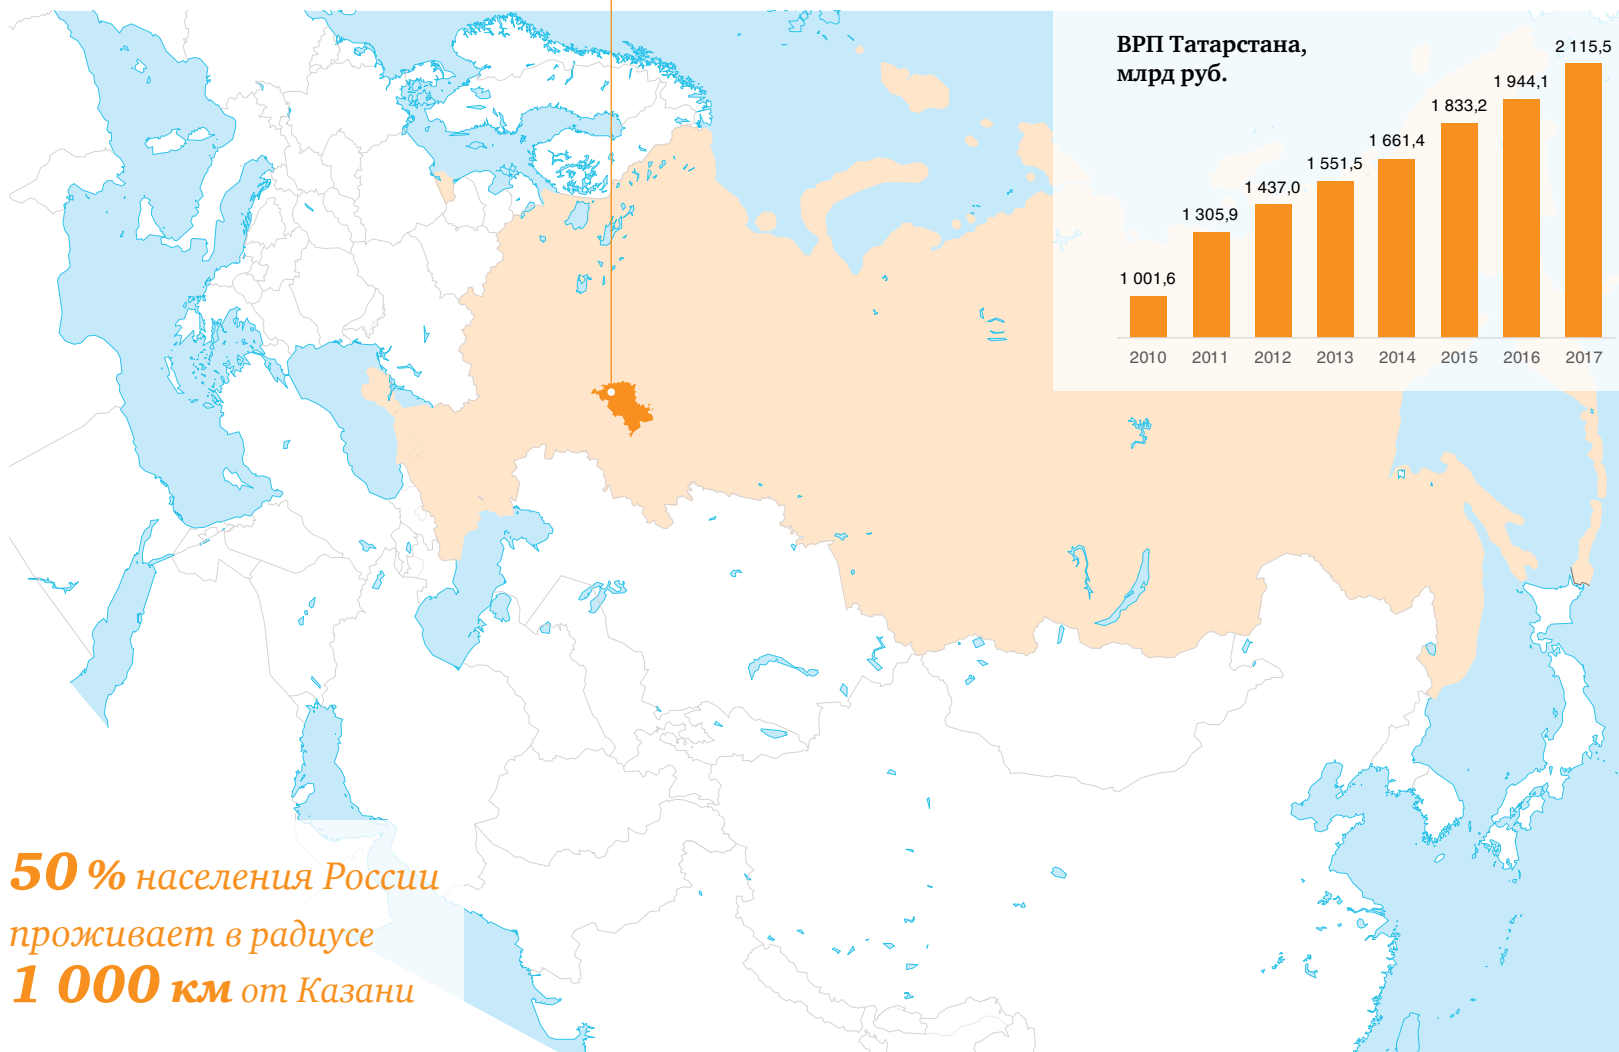 ВРП Татарстана,
млрд руб.
1 001,6
1 305,9
1 437,0
1 551,5
1 661,4
1 833,2
1 944,1
2 115,5
2010 2011 2012 2013 2014 2015 2016 2017
50 % населения России
проживает в радиусе
1 000 км от Казани